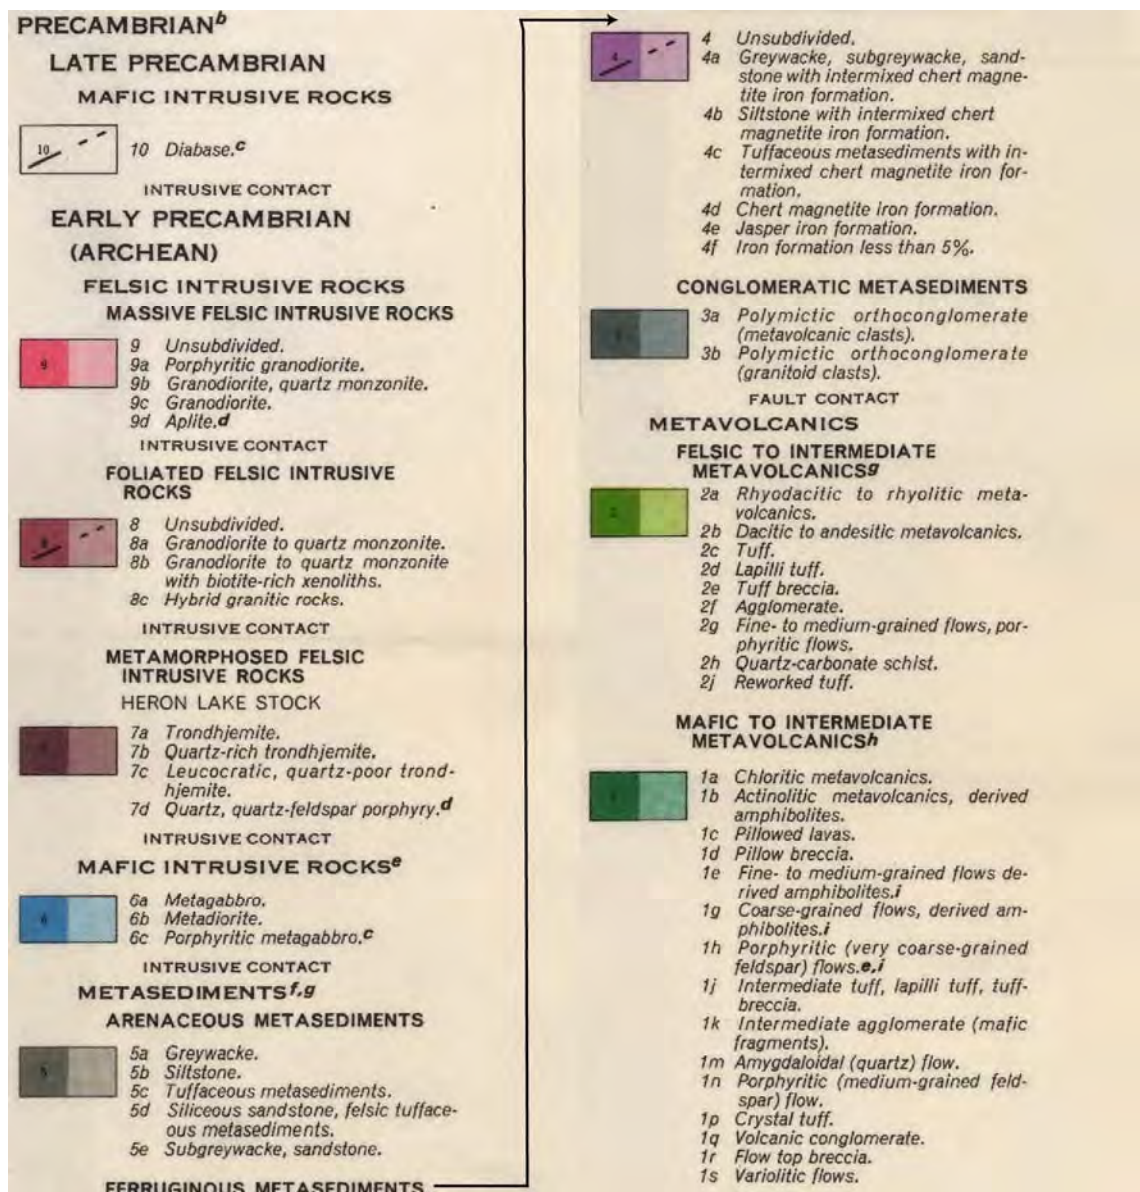 PRECAMBRIANb
LATE PRECAMBRIAN
MAFIC INTRUSIVE ROCKS
10
10 Diabase.c
INTRUSIVE CONTACT
EARLY PRECAMBRIAN
(ARCHEAN)
FELSIC INTRUSIVE ROCKS
MASSIVE FELSIC INTRUSIVE ROCKS
9
9 Unsubdivided.
9a Porphyritic granodiorite.
9b Granodiorite, quartz monzonite.
9c Granodiorite.
9d Aplite.d
INTRUSIVE CONTACT
FOLIATED FELSIC INTRUSIVE
ROCKS
8
8 Unsubdivided.
8a Granodiorite to quartz monzonite.
8b Granodiorite to quartz monzonite
with biotite-rich xenoliths.
8c Hybrid granitic rocks.
INTRUSIVE CONTACT
METAMORPHOSED FELSIC
INTRUSIVE ROCKS
HERON LAKE STOCK
7a Trondhjemite.
7b Quartz-rich trondhjemite.
7c Leucocratic, quartz-poor trond-
hjemite.
7d Quartz, quartz-feldspar porphyry.d
INTRUSIVE CONTACT
MAFIC INTRUSIVE ROCKSe
6
6a Metagabbro.
6b Metadiorite.
6c Porphyritic metagabbro.c
INTRUSIVE CONTACT
METASEDIMENTSf,g
ARENACEOUS METASEDIMENTS
5
5a Greywacke.
5b Siltstone.
5c Tuffaceous metasediments.
5d Siliceous sandstone, felsic tufface-
ous metasediments.
5e Subgreywacke, sandstone.
FERRUGINOUS METASEDIMENTS
4
4 Unsubdivided.
4a Greywacke, subgreywacke, sand-
stone with intermixed chert magne-
tite iron formation.
4b Siltstone with intermixed chert
magnetite iron formation.
4c Tuffaceous metasediments with in-
termixed chert magnetite iron for-
mation.
4d Chert magnetite iron formation.
4e Jasper iron formation.
4f Iron formation less than 5%.
CONGLOMERATIC METASEDIMENTS
3a Polymictic orthoconglomerate
(metavolcanic clasts).
3b Polymictic orthoconglomerate
(granitoid clasts).
FAULT CONTACT
METAVOLCANICS
FELSIC TO INTERMEDIATE
METAVOLCANICSg
2
2a Rhyodacitic to rhyolitic meta-
volcanics.
2b Dacitic to andesitic metavolcanics.
2c Tuff.
2d Lapilli tuff.
2e Tuff breccia.
2f Agglomerate.
2g Fine- to medium-grained flows, por-
phyritic flows.
2h Quartz-carbonate schist.
2j Reworked tuff.
MAFIC TO INTERMEDIATE
METAVOLCANICSh
1a Chloritic metavolcanics.
1b Actinolitic metavolcanics, derived
amphibolites.
1c Pillowed lavas.
1d Pillow breccia.
1e Fine- to medium-grained flows de-
rived amphibolites.i
1g Coarse-grained flows, derived am-
phibolites.i
1h Porphyritic (very coarse-grained
feldspar) flows.e,i
1j Intermediate tuff, lapilli tuff, tuff-
breccia.
1k Intermediate agglomerate (mafic
fragments).
1m Amygdaloidal (quartz) flow.
1n Porphyritic (medium-grained feld-
spar) flow.
1p Crystal tuff.
1q Volcanic conglomerate.
1r Flow top breccia.
1s Variolitic flows.